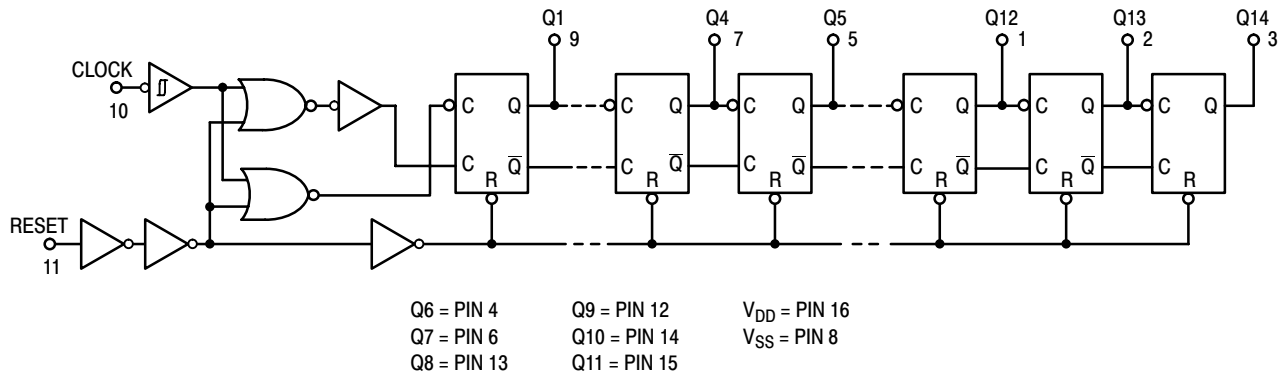 Q1 Q4 Q5 Q12 Q13 Q14
9 7 5 1 2 3
CLOCK
10
C Q C Q C Q C Q C Q C Q
C Q̅ C Q̅ C Q̅ C Q̅ C Q̅ C
R R R R R R
RESET
11
Q6 = PIN 4 Q9 = PIN 12 V_DD = PIN 16
Q7 = PIN 6 Q10 = PIN 14 V_SS = PIN 8
Q8 = PIN 13 Q11 = PIN 15